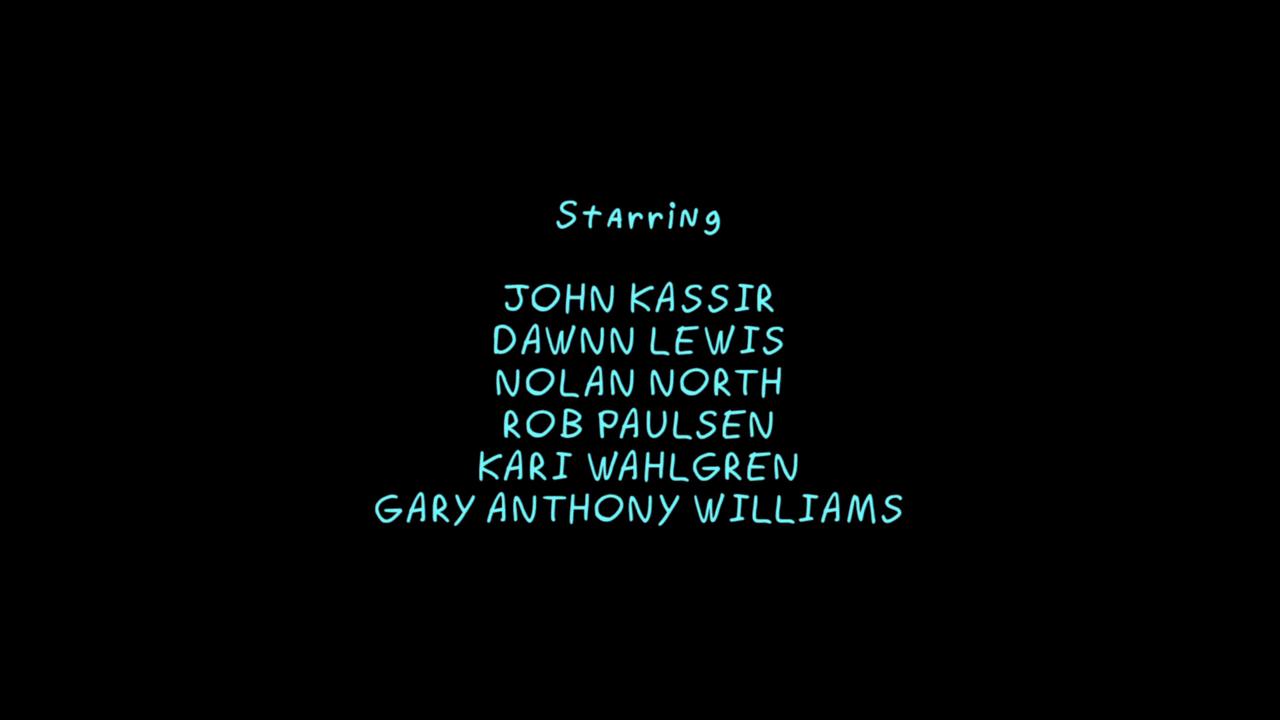 Starring
JOHN KASSIR
DAWNN LEWIS
NOLAN NORTH
ROB PAULSEN
KARI WAHLGREN
GARY ANTHONY WILLIAMS